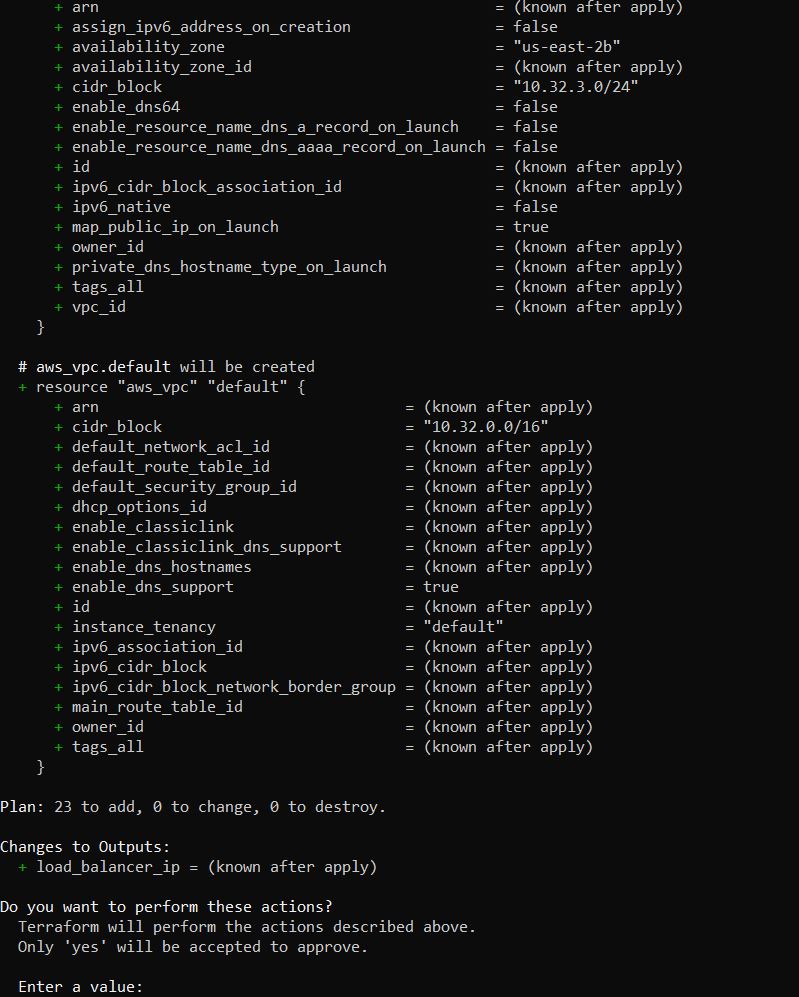 + arn = (known after apply)
+ assign_ipv6_address_on_creation = false
+ availability_zone = "us-east-2b"
+ availability_zone_id = (known after apply)
+ cidr_block = "10.32.3.0/24"
+ enable_dns64 = false
+ enable_resource_name_dns_a_record_on_launch = false
+ enable_resource_name_dns_aaaa_record_on_launch = false
+ id = (known after apply)
+ ipv6_cidr_block_association_id = (known after apply)
+ ipv6_native = false
+ map_public_ip_on_launch = true
+ owner_id = (known after apply)
+ private_dns_hostname_type_on_launch = (known after apply)
+ tags_all = (known after apply)
+ vpc_id = (known after apply)
}
# aws_vpc.default will be created
+ resource "aws_vpc" "default" {
+ arn = (known after apply)
+ cidr_block = "10.32.0.0/16"
+ default_network_acl_id = (known after apply)
+ default_route_table_id = (known after apply)
+ default_security_group_id = (known after apply)
+ dhcp_options_id = (known after apply)
+ enable_classiclink = (known after apply)
+ enable_classiclink_dns_support = (known after apply)
+ enable_dns_hostnames = (known after apply)
+ enable_dns_support = true
+ id = (known after apply)
+ instance_tenancy = "default"
+ ipv6_association_id = (known after apply)
+ ipv6_cidr_block = (known after apply)
+ ipv6_cidr_block_network_border_group = (known after apply)
+ main_route_table_id = (known after apply)
+ owner_id = (known after apply)
+ tags_all = (known after apply)
}
Plan: 23 to add, 0 to change, 0 to destroy.
Changes to Outputs:
+ load_balancer_ip = (known after apply)
Do you want to perform these actions?
Terraform will perform the actions described above.
Only 'yes' will be accepted to approve.
Enter a value: